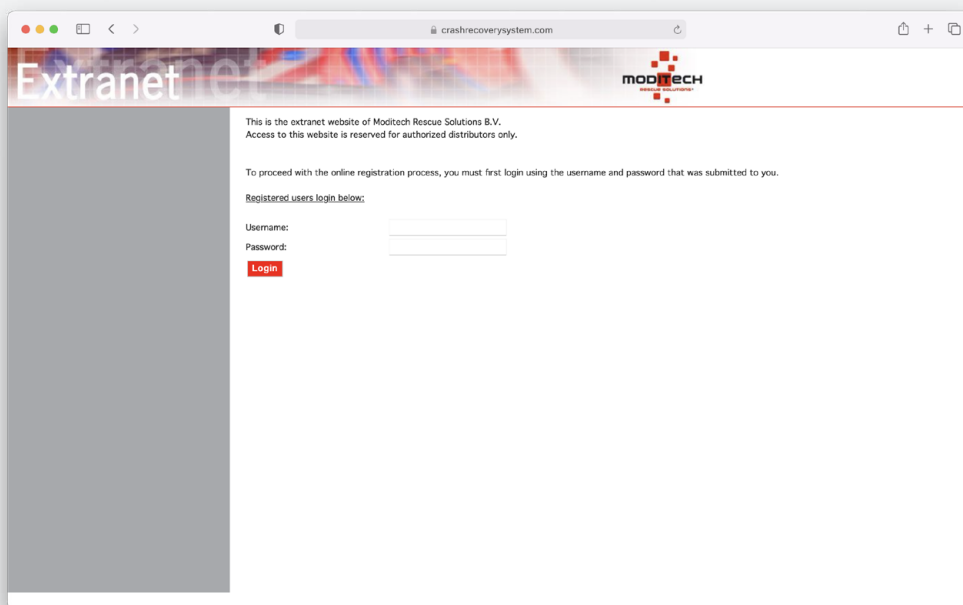 crashrecoverysystem.com
Extranet
MODITECH
RESCUE SOLUTIONS
This is the extranet website of Moditech Rescue Solutions B.V.
Access to this website is reserved for authorized distributors only.
To proceed with the online registration process, you must first login using the username and password that was submitted to you.
Registered users login below:
Username:
Password:
Login